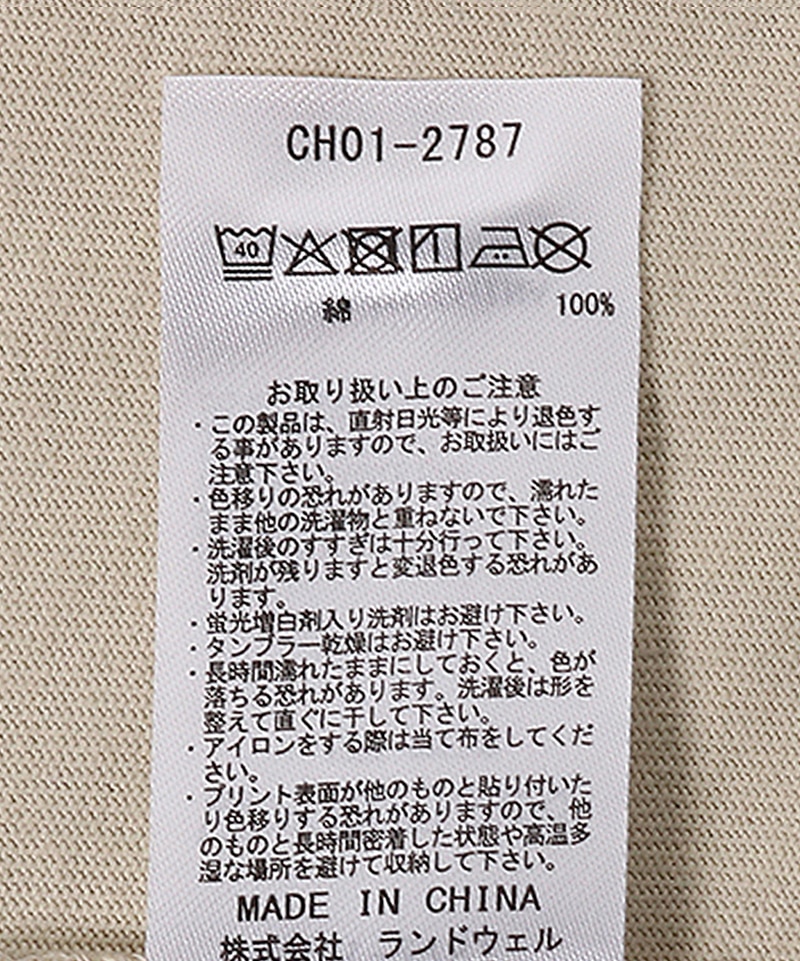 CH01-2787
40
綿 100%
お取り扱い上のご注意
・この製品は、直射日光等により退色す
る事がありますので、お取扱いにはご
注意下さい。
・色移りの恐れがありますので、濡れた
まま他の洗濯物と重ねないで下さい。
・洗濯後のすすぎは十分行って下さい。
洗剤が残りますと変退色する恐れがあ
ります。
・蛍光増白剤入り洗剤はお避け下さい。
・タンブラー乾燥はお避け下さい。
・長時間濡れたままにしておくと、色が
落ちる恐れがあります。洗濯後は形を
整えて直ぐに干して下さい。
・アイロンをする際は当て布をしてくだ
さい。
・プリント表面が他のものと貼り付いた
り色移りする恐れがありますので、他
のものと長時間密着した状態や高温多
湿な場所を避けて収納して下さい。
MADE IN CHINA
株式会社 ランドウェル